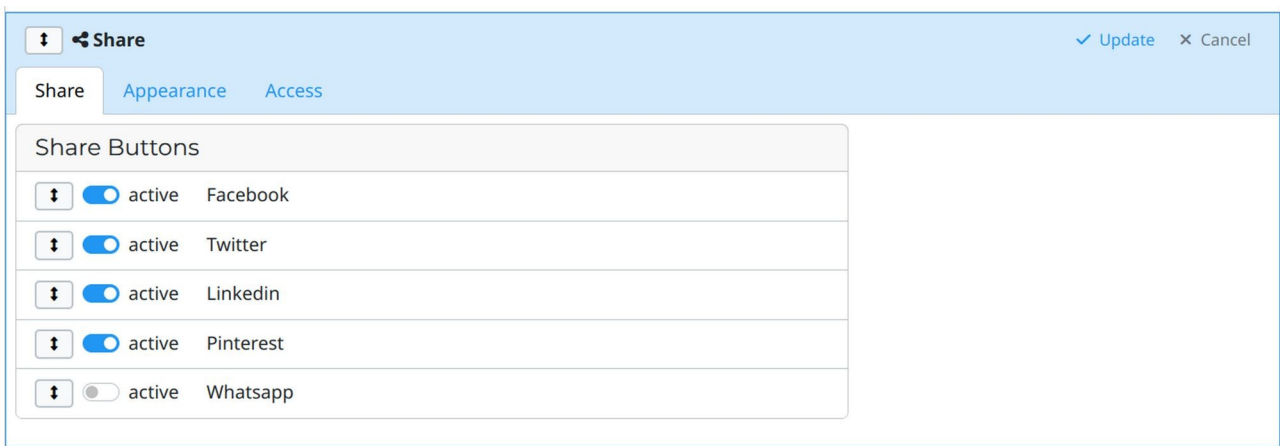 Share Update Cancel
Share Appearance Access
Share Buttons
active Facebook
active Twitter
active Linkedin
active Pinterest
active Whatsapp